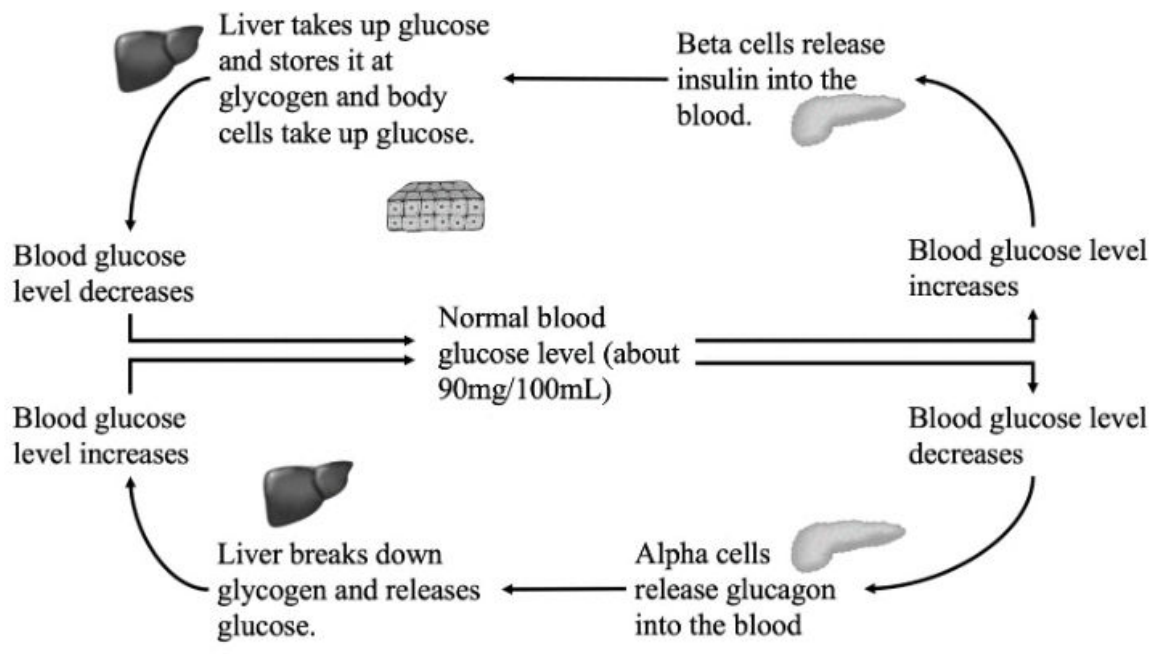 Liver takes up glucose
and stores it at
glycogen and body
cells take up glucose.
Beta cells release
insulin into the
blood.
Blood glucose
level decreases
Blood glucose level
increases
Normal blood
glucose level (about
90mg/100mL)
Blood glucose
level increases
Blood glucose level
decreases
Liver breaks down
glycogen and releases
glucose.
Alpha cells
release glucagon
into the blood